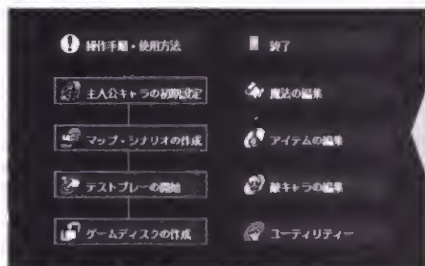 操作手順・使用方法
終了
主人公キャラの初期設定
魔法の編集
マップ・シナリオの作成
アイテムの編集
テストプレーの開始
敵キャラの編集
ゲームディスクの作成
ユーティリティー